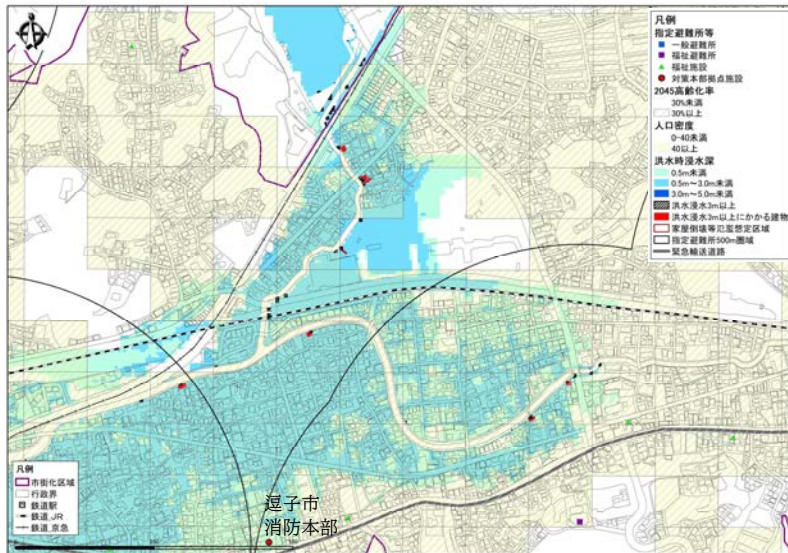 凡例
指定避難所等
一般避難所
福祉避難所
福祉施設
対策本部拠点施設
2045高齢化率
30%未満
30%以上
人口密度
0-40未満
40以上
洪水時浸水深
0.5m未満
0.5m～3.0m未満
3.0m～5.0m未満
洪水浸水3m以上
洪水浸水3m以上にかかる建物
家屋倒壊等氾濫想定区域
指定避難所500m圏域
緊急輸送道路
凡例
市街化区域
行政界
鉄道駅
鉄道_JR
鉄道_京急
逗子市
消防本部